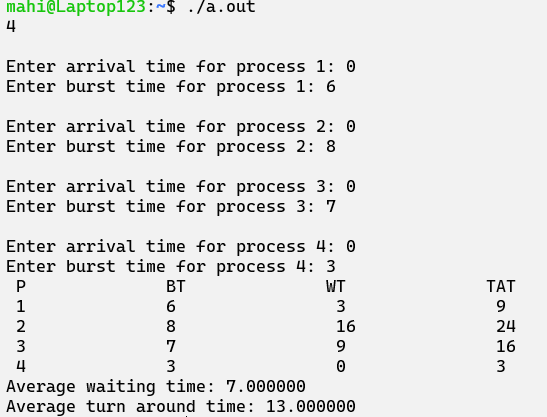 mahi@Laptop123:~$ ./a.out
4
Enter arrival time for process 1: 0
Enter burst time for process 1: 6
Enter arrival time for process 2: 0
Enter burst time for process 2: 8
Enter arrival time for process 3: 0
Enter burst time for process 3: 7
Enter arrival time for process 4: 0
Enter burst time for process 4: 3
P BT WT TAT
1 6 3 9
2 8 16 24
3 7 9 16
4 3 0 3
Average waiting time: 7.000000
Average turn around time: 13.000000